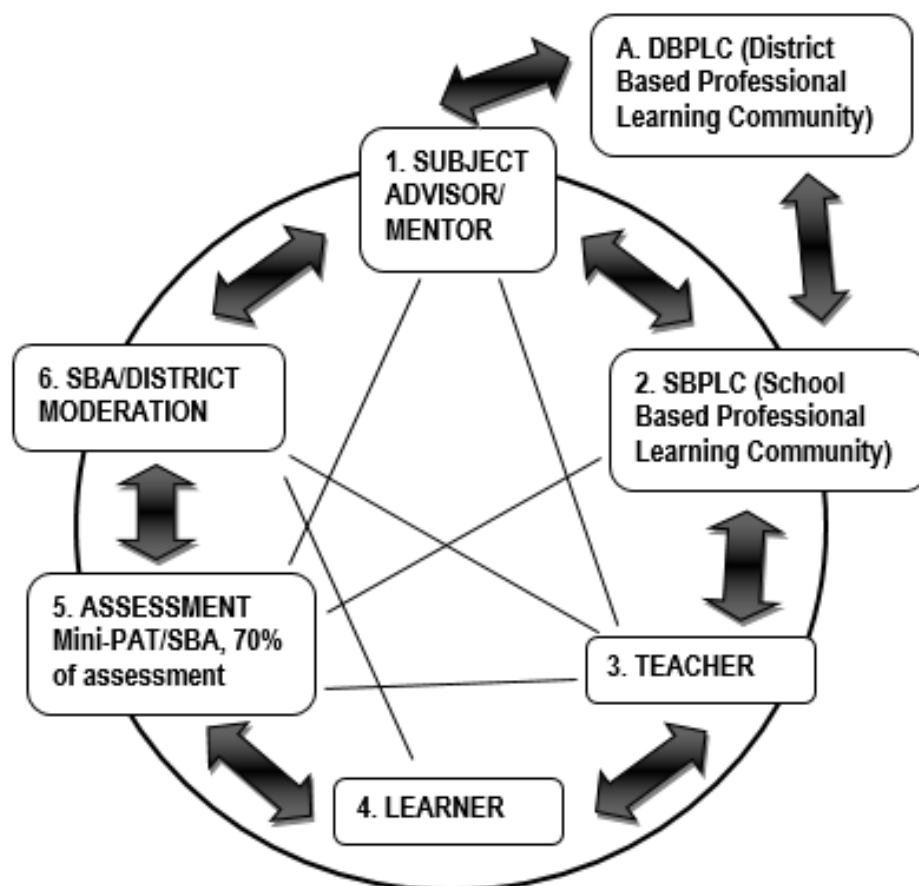 A. DBPLC (District
Based Professional
Learning Community)
1. SUBJECT
ADVISOR/
MENTOR
2. SBPLC (School
Based Professional
Learning Community)
3. TEACHER
4. LEARNER
5. ASSESSMENT
Mini-PAT/SBA, 70%
of assessment
6. SBA/DISTRICT
MODERATION